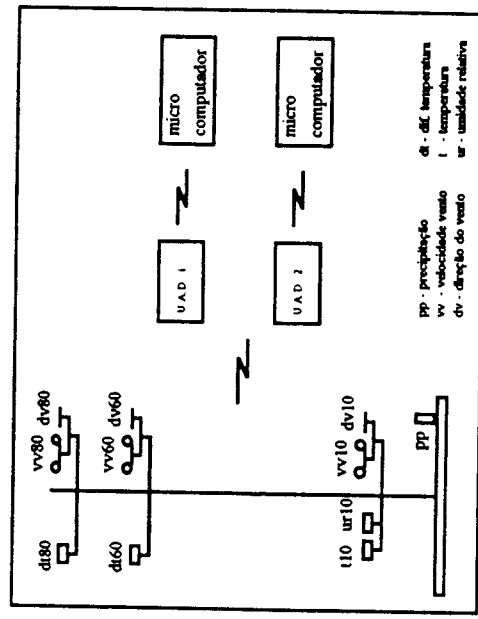 vv80 dv80
dt80
vv60 dv60
dt60
vv10 dv10
t10 ur10
pp
UAD 1
micro
computador
UAD 2
micro
computador
pp - precipitação
vv - velocidade vento
dv - direção do vento
dt - dif. temperatura
t - temperatura
ur - umidade relativa